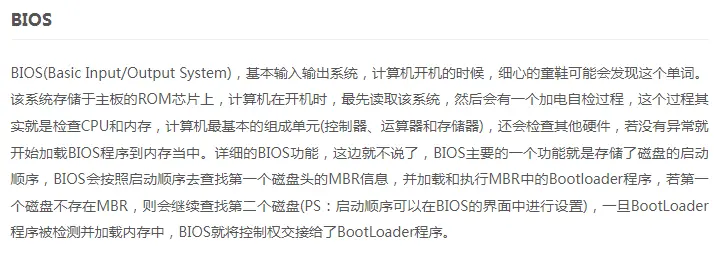 BIOS
BIOS(Basic Input/Output System)，基本输入输出系统，计算机开机的时候，细心的童鞋可能会发现这个单词。
该系统存储于主板的ROM芯片上，计算机在开机时，最先读取该系统，然后会有一个加电自检过程，这个过程其
实就是检查CPU和内存，计算机最基本的组成单元(控制器、运算器和存储器)，还会检查其他硬件，若没有异常就
开始加载BIOS程序到内存当中。详细的BIOS功能，这边就不说了，BIOS主要的一个功能就是存储了磁盘的启动
顺序，BIOS会按照启动顺序去查找第一个磁盘头的MBR信息，并加载和执行MBR中的Bootloader程序，若第一
个磁盘不存在MBR，则会继续查找第二个磁盘(PS：启动顺序可以在BIOS的界面中进行设置)，一旦BootLoader
程序被检测并加载内存中，BIOS就将控制权交接给了BootLoader程序。